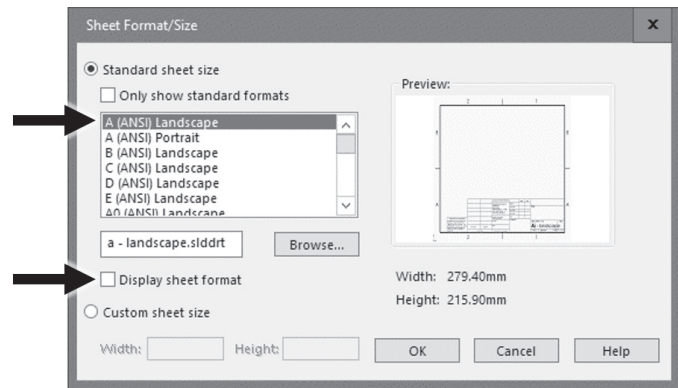 Sheet Format/Size
x
Standard sheet size
Only show standard formats
A (ANSI) Landscape
A (ANSI) Portrait
B (ANSI) Landscape
C (ANSI) Landscape
D (ANSI) Landscape
E (ANSI) Landscape
A0 (ANSI) Landscape
a - landscape.slddrt
Browse...
Display sheet format
Custom sheet size
Width:
Height:
Preview:
Width: 279.40mm
Height: 215.90mm
OK
Cancel
Help